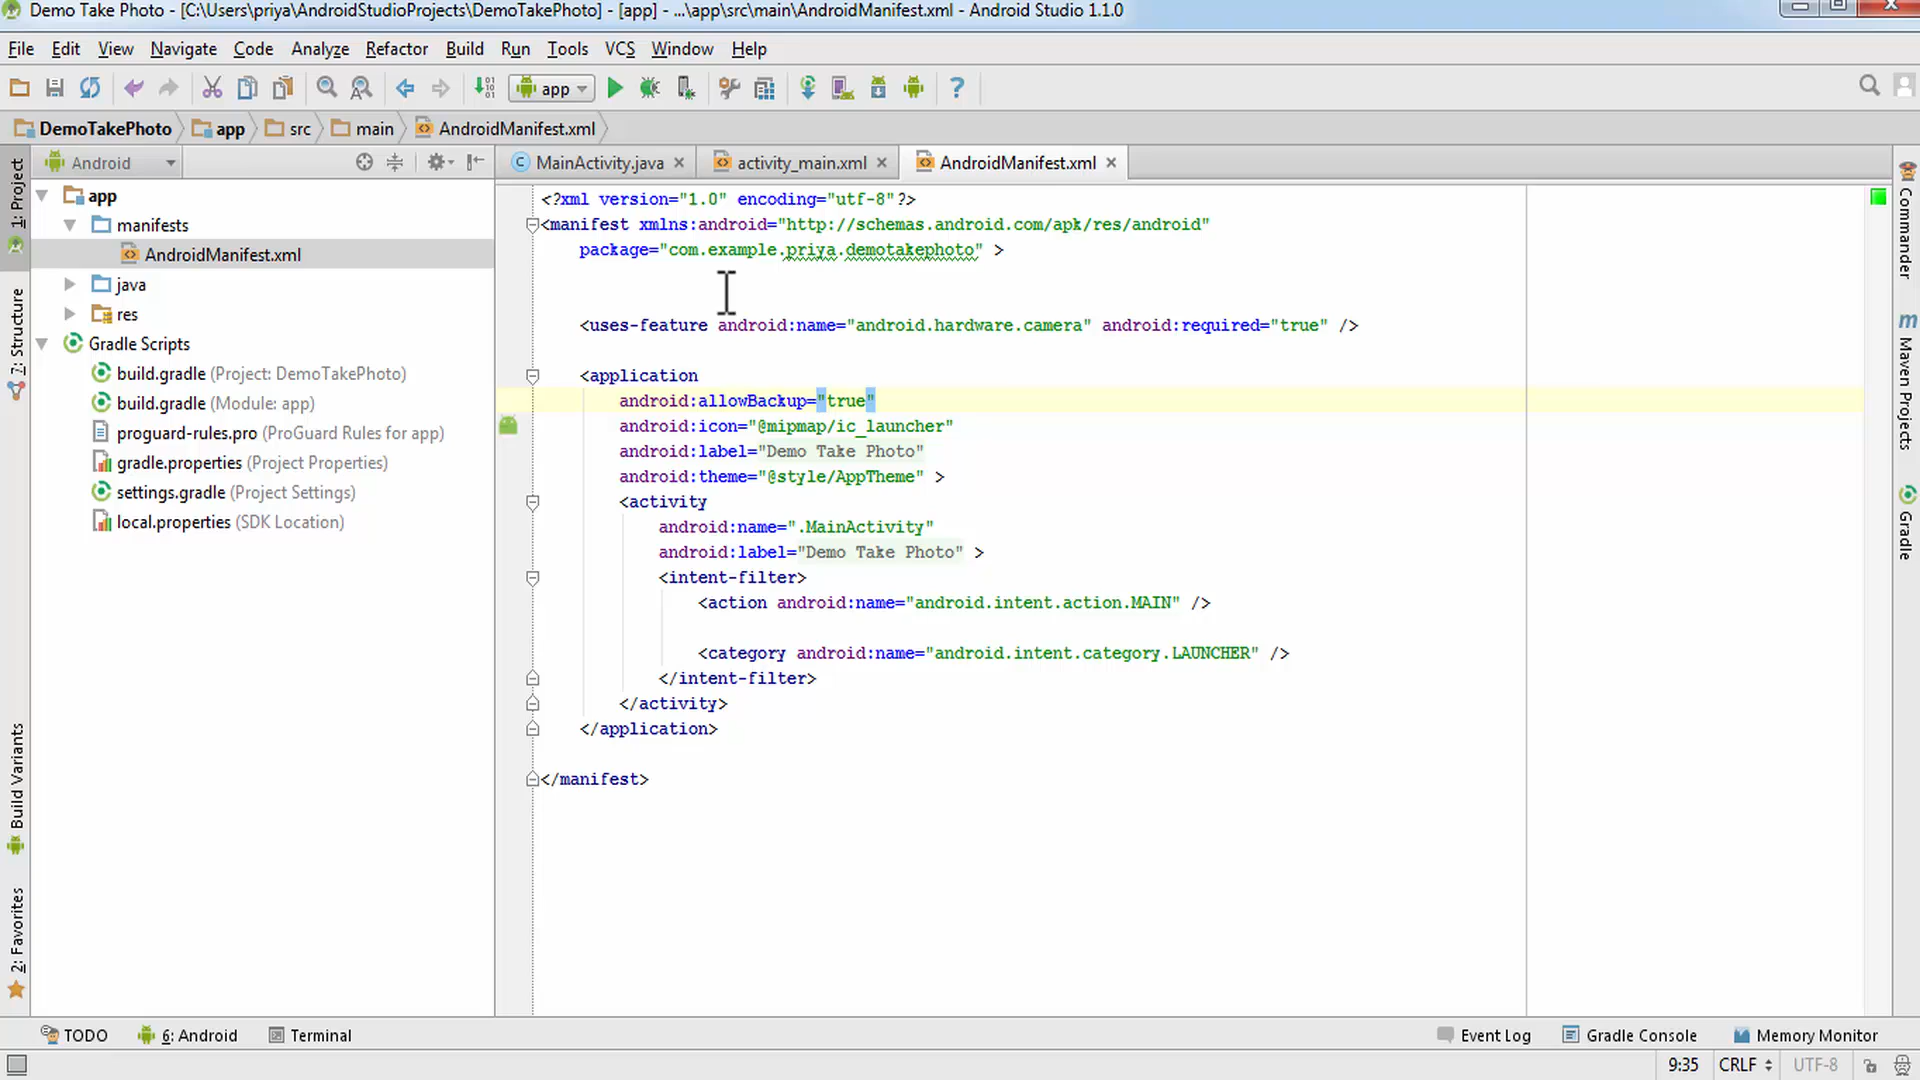 Demo Take Photo - [C:\Users\priya\AndroidStudioProjects\DemoTakePhoto] - [app] - ...\app\src\main\AndroidManifest.xml - Android Studio 1.1.0
File Edit View Navigate Code Analyze Refactor Build Run Tools VCS Window Help
app
DemoTakePhoto app src main AndroidManifest.xml
1: Project
7: Structure
Build Variants
2: Favorites
Android
app
manifests
AndroidManifest.xml
java
res
Gradle Scripts
build.gradle (Project: DemoTakePhoto)
build.gradle (Module: app)
proguard-rules.pro (ProGuard Rules for app)
gradle.properties (Project Properties)
settings.gradle (Project Settings)
local.properties (SDK Location)
MainActivity.java activity_main.xml AndroidManifest.xml
<?xml version="1.0" encoding="utf-8"?>
<manifest xmlns:android="http://schemas.android.com/apk/res/android"
package="com.example.priya.demotakephoto" >
<uses-feature android:name="android.hardware.camera" android:required="true" />
<application
android:allowBackup="true"
android:icon="@mipmap/ic_launcher"
android:label="Demo Take Photo"
android:theme="@style/AppTheme" >
<activity
android:name=".MainActivity"
android:label="Demo Take Photo" >
<intent-filter>
<action android:name="android.intent.action.MAIN" />
<category android:name="android.intent.category.LAUNCHER" />
</intent-filter>
</activity>
</application>
</manifest>
Commander
Maven Projects
Gradle
TODO 6: Android Terminal Event Log Gradle Console Memory Monitor
9:35 CRLF UTF-8